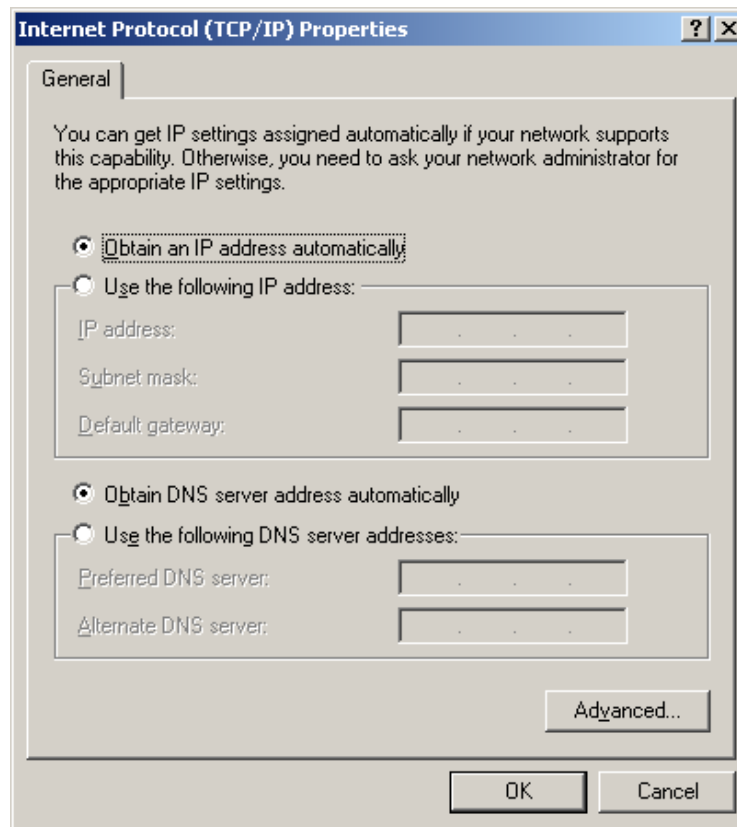 Internet Protocol (TCP/IP) Properties
General
You can get IP settings assigned automatically if your network supports
this capability. Otherwise, you need to ask your network administrator for
the appropriate IP settings.
Obtain an IP address automatically
Use the following IP address:
IP address:
Subnet mask:
Default gateway:
Obtain DNS server address automatically
Use the following DNS server addresses:
Preferred DNS server:
Alternate DNS server:
Advanced...
OK Cancel